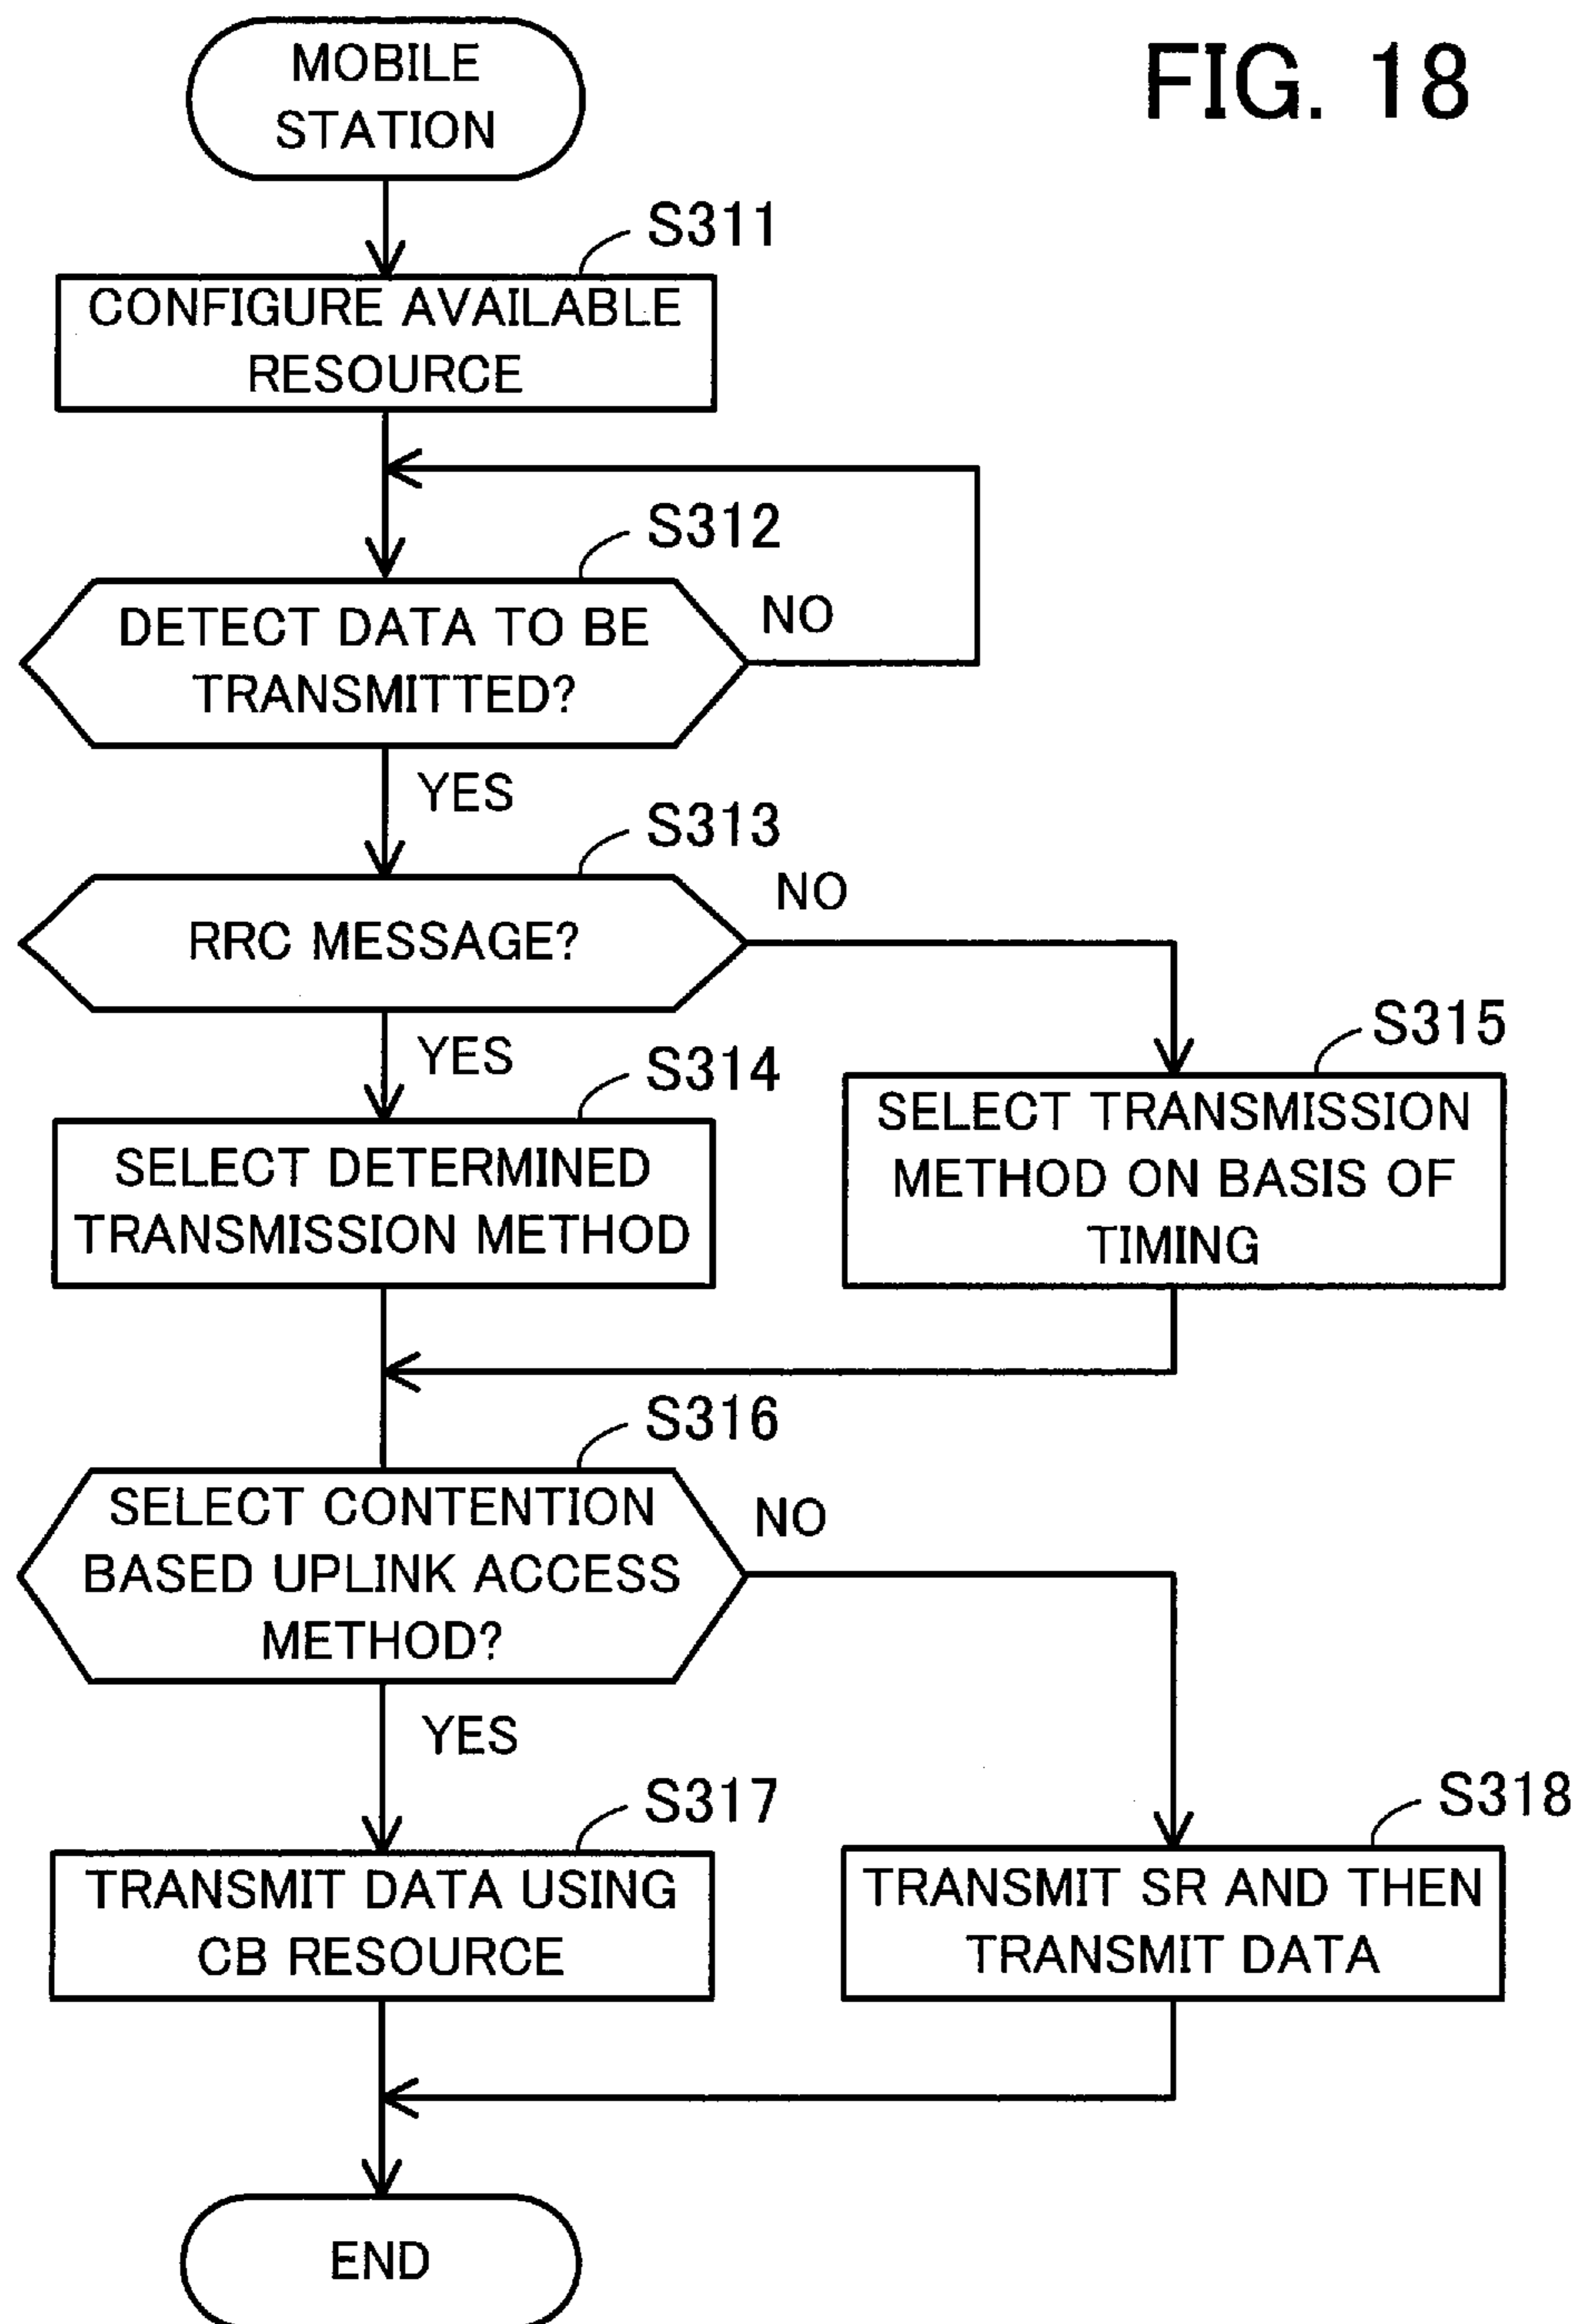 FIG. 18
MOBILE
STATION
S311
CONFIGURE AVAILABLE
RESOURCE
S312
DETECT DATA TO BE
TRANSMITTED?
NO
YES
S313
RRC MESSAGE?
NO
YES
S314
SELECT DETERMINED
TRANSMISSION METHOD
S315
SELECT TRANSMISSION
METHOD ON BASIS OF
TIMING
S316
SELECT CONTENTION
BASED UPLINK ACCESS
METHOD?
NO
YES
S317
TRANSMIT DATA USING
CB RESOURCE
S318
TRANSMIT SR AND THEN
TRANSMIT DATA
END